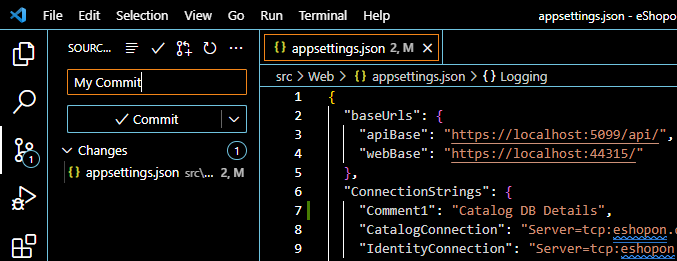 File Edit Selection View Go Run Terminal Help appsettings.json - eShopo
SOURC...
appsettings.json 2, M
My Commit
Commit
Changes 1
appsettings.json src\... 2, M
1
src > Web > {} appsettings.json > {} Logging
1 {
2 "baseUrls": {
3 "apiBase": "https://localhost:5099/api/",
4 "webBase": "https://localhost:44315/"
5 },
6 "ConnectionStrings": {
7 "Comment1": "Catalog DB Details",
8 "CatalogConnection": "Server=tcp:eshopon.
9 "IdentityConnection": "Server=tcp:eshopon